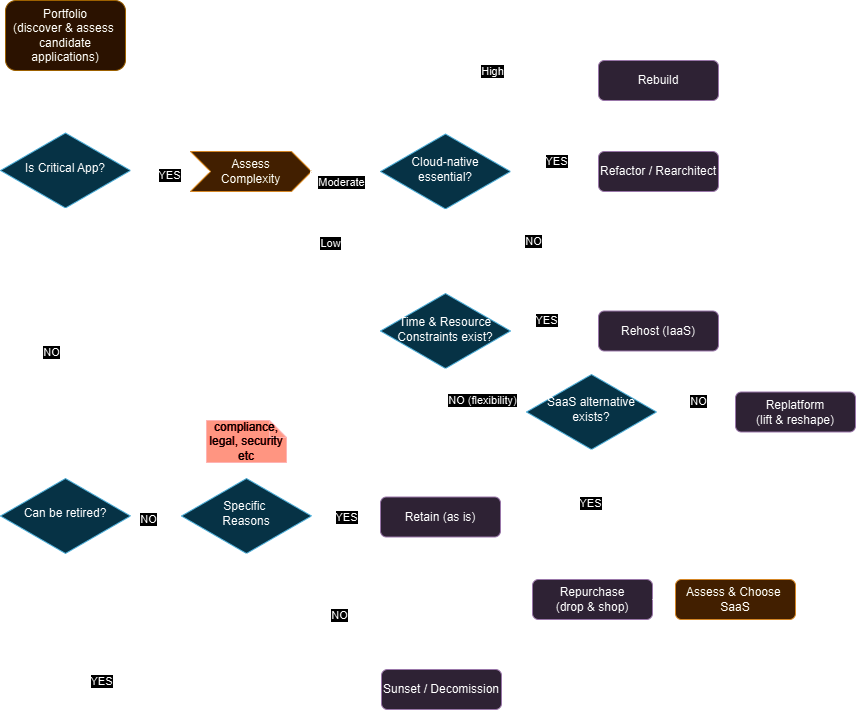 Portfolio
(discover & assess
candidate
applications)
High
Rebuild
Is Critical App?
YES
Assess
Complexity
Moderate
Cloud-native
essential?
YES
Refactor / Rearchitect
Low
NO
Time & Resource
Constraints exist?
YES
Rehost (IaaS)
NO
NO (flexibility)
SaaS alternative
exists?
NO
Replatform
(lift & reshape)
compliance,
legal, security
etc
Can be retired?
NO
Specific
Reasons
YES
Retain (as is)
YES
Repurchase
(drop & shop)
Assess & Choose
SaaS
NO
YES
Sunset / Decomission